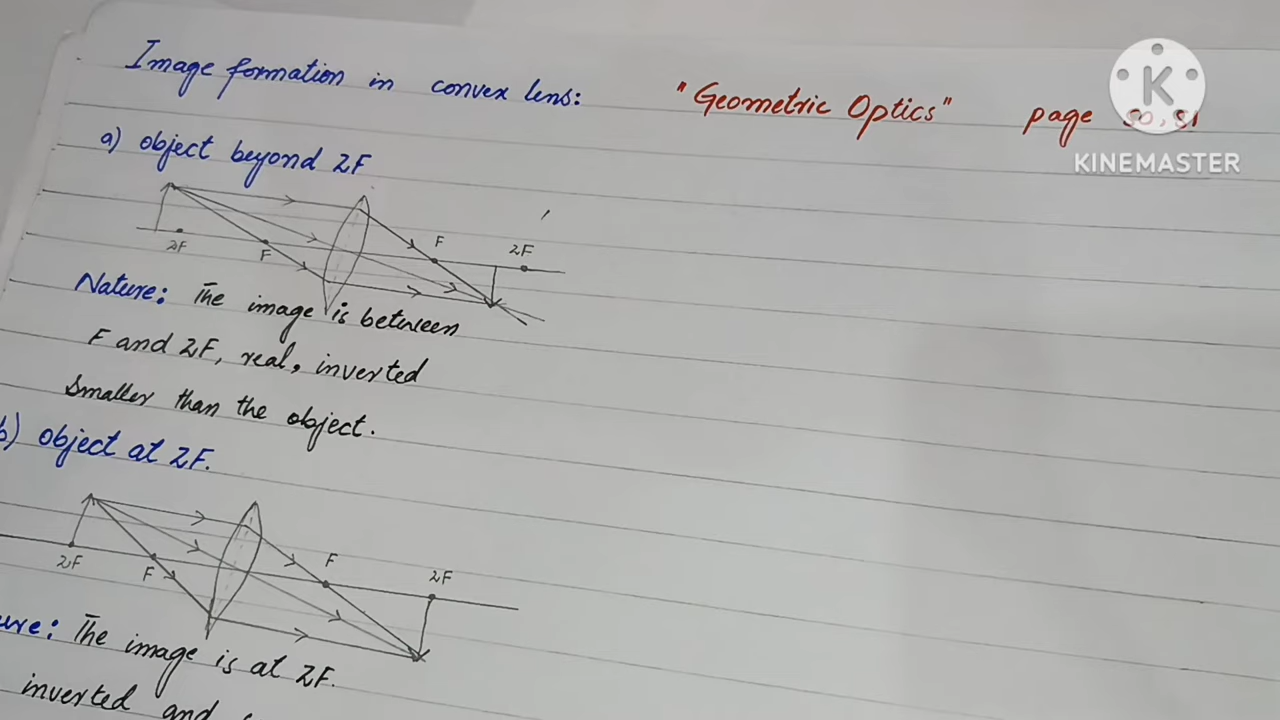 Image formation in convex lens: "Geometric Optics" page 50, 51
K
KINEMASTER
a) object beyond 2F
2F F F 2F
Nature: The image is between
F and 2F, real, inverted
Smaller than the object.
b) object at 2F.
2F F F 2F
The image is at 2F.
inverted and